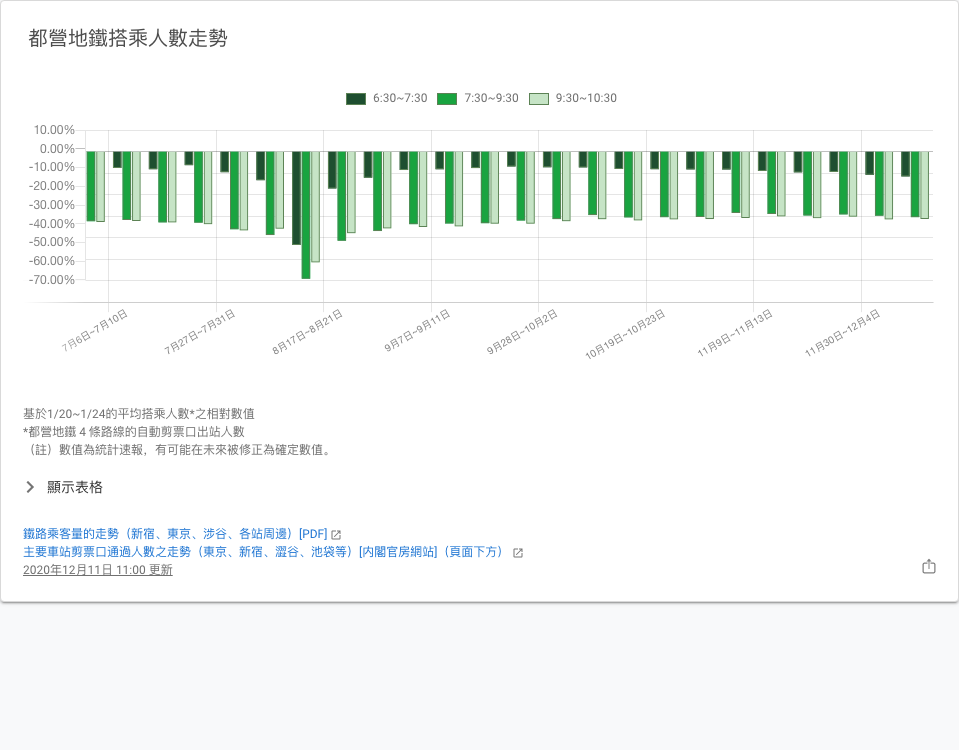 都營地鐵搭乘人數走勢
6:30~7:30 7:30~9:30 9:30~10:30
10.00%
0.00%
-10.00%
-20.00%
-30.00%
-40.00%
-50.00%
-60.00%
-70.00%
7月6日~7月10日 7月27日~7月31日 8月17日~8月21日 9月7日~9月11日 9月28日~10月2日 10月19日~10月23日 11月9日~11月13日 11月30日~12月4日
基於1/20~1/24的平均搭乘人數*之相對數值
*都營地鐵 4 條路線的自動剪票口出站人數
（註）數值為統計速報，有可能在未來被修正為確定數值。
顯示表格
鐵路乘客量的走勢（新宿、東京、涉谷、各站周邊）[PDF]
主要車站剪票口通過人數之走勢（東京、新宿、澀谷、池袋等）[內閣官房網站]（頁面下方）
2020年12月11日 11:00 更新